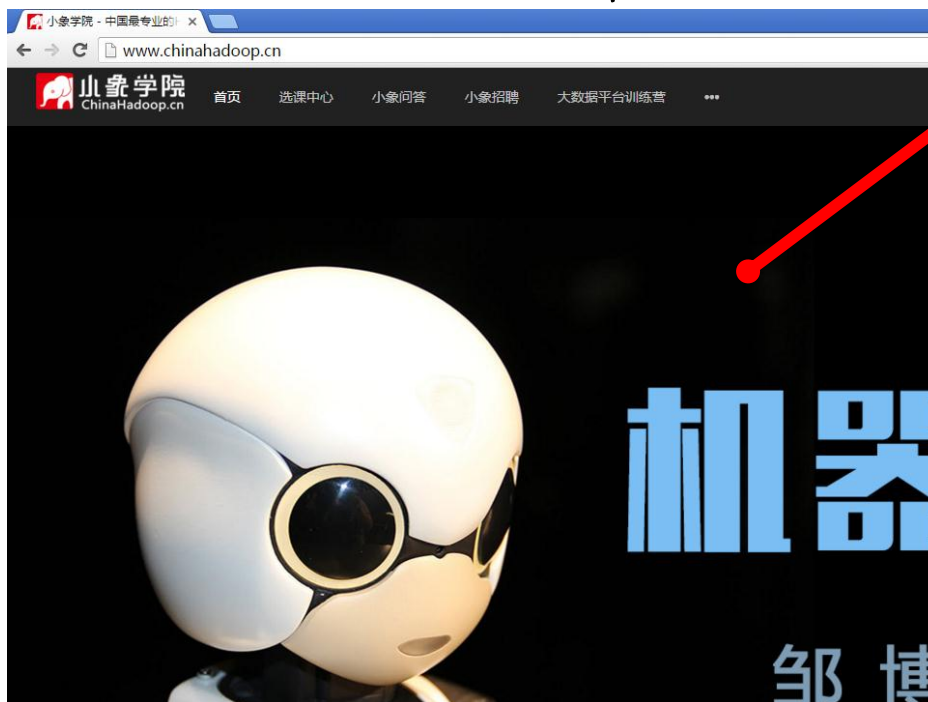 小象学院 - 中国最专业的
www.chinahadoop.cn
小象学院
ChinaHadoop.cn
首页 选课中心 小象问答 小象招聘 大数据平台训练营 •••
机器
邹博